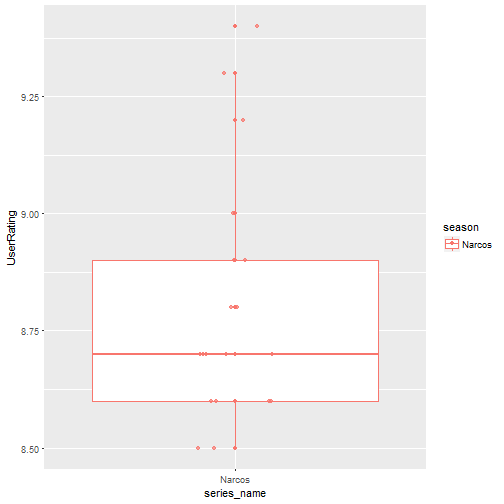 9.25
9.00
8.75
8.50
UserRating
Narcos
series_name
season
Narcos